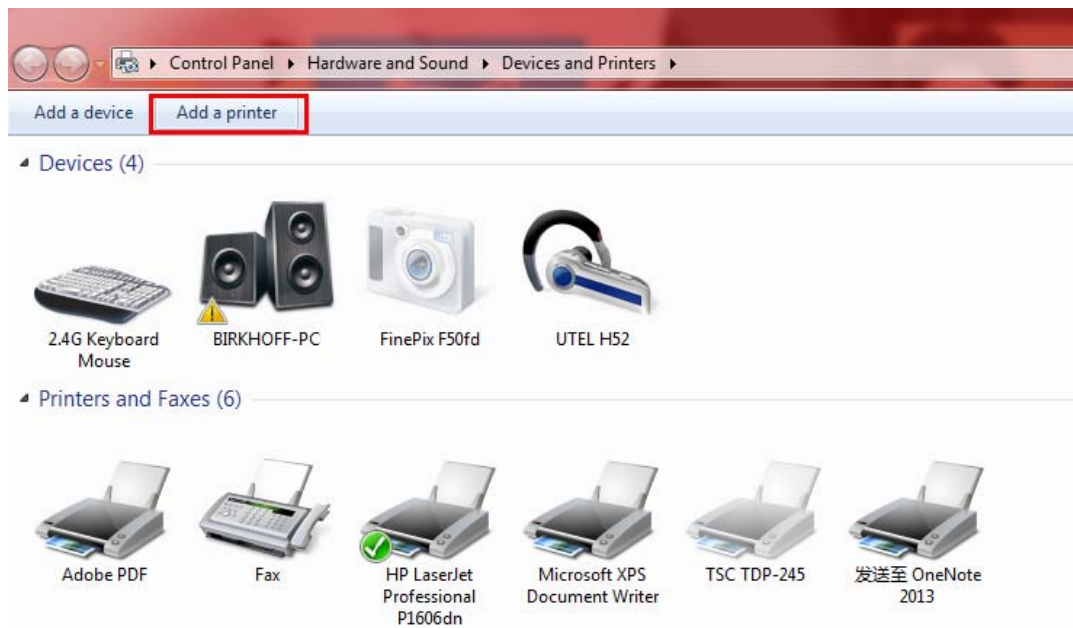 Control Panel Hardware and Sound Devices and Printers
Add a device Add a printer
Devices (4)
2.4G Keyboard Mouse
BIRKHOFF-PC
FinePix F50fd
UTEL H52
Printers and Faxes (6)
Adobe PDF
Fax
HP LaserJet
Professional
P1606dn
Microsoft XPS
Document Writer
TSC TDP-245
发送至 OneNote
2013